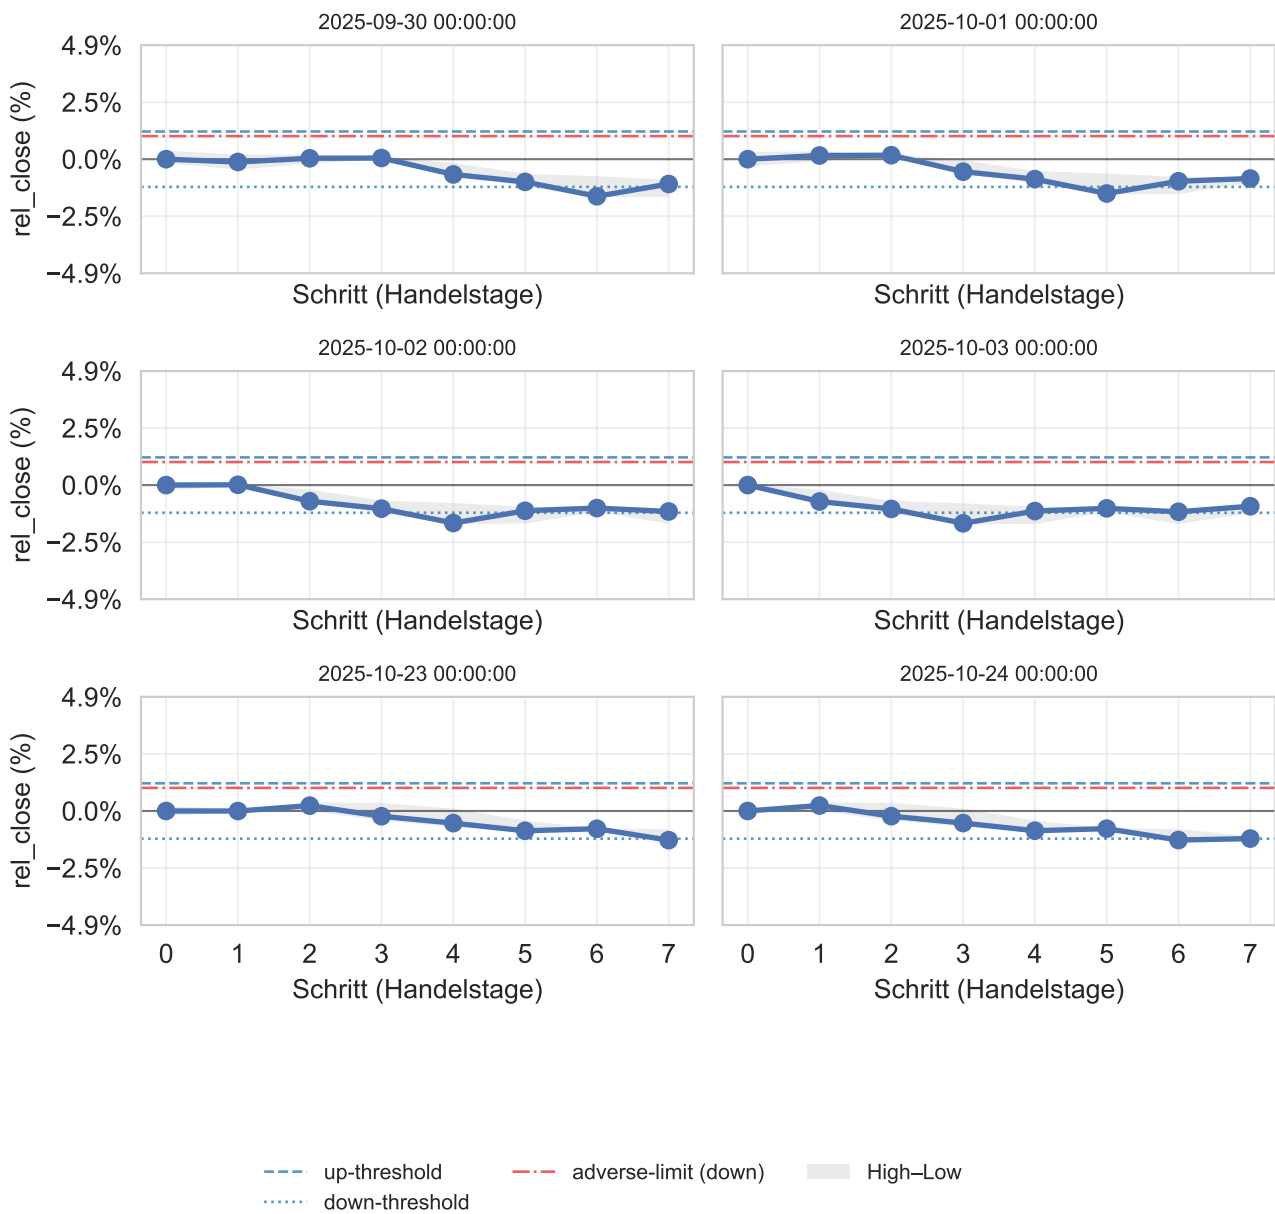 2025-09-30 00:00:00
2025-10-01 00:00:00
4.9%
2.5%
0.0%
−2.5%
−4.9%
rel_close (%)
Schritt (Handelstage)
Schritt (Handelstage)
2025-10-02 00:00:00
2025-10-03 00:00:00
4.9%
2.5%
0.0%
−2.5%
−4.9%
rel_close (%)
Schritt (Handelstage)
Schritt (Handelstage)
2025-10-23 00:00:00
2025-10-24 00:00:00
4.9%
2.5%
0.0%
−2.5%
−4.9%
rel_close (%)
0 1 2 3 4 5 6 7
0 1 2 3 4 5 6 7
Schritt (Handelstage)
Schritt (Handelstage)
up-threshold
down-threshold
adverse-limit (down)
High–Low